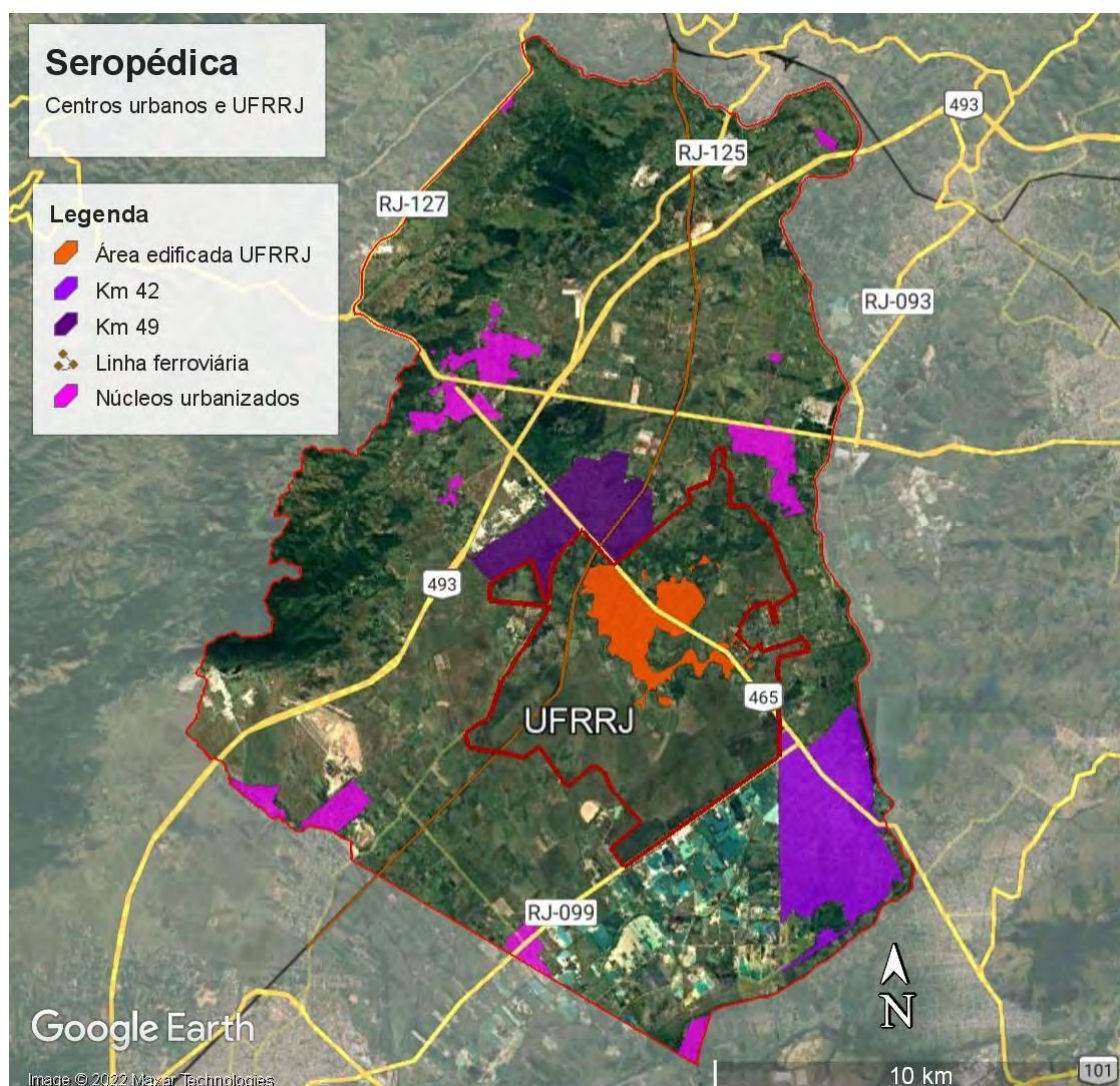 Seropédica
Centros urbanos e UFRRJ
Legenda
Área edificada UFRRJ
Km 42
Km 49
Linha ferroviária
Núcleos urbanizados
493
RJ-125
RJ-127
RJ-093
493
465
UFRRJ
RJ-099
N
Google Earth
Image © 2022 Maxar Technologies
10 km
101